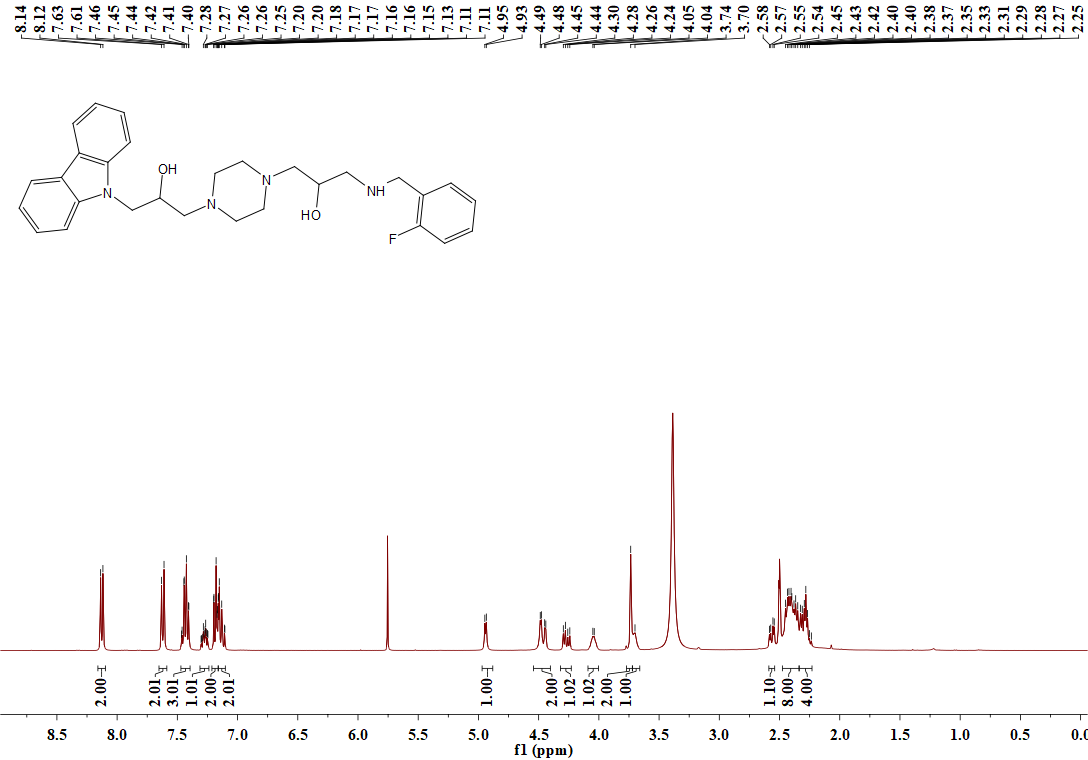 8.14 8.12 7.63 7.61 7.46 7.45 7.44 7.42 7.41 7.40 7.28 7.27 7.26 7.26 7.25 7.20 7.20 7.18 7.17 7.17 7.16 7.16 7.15 7.13 7.11 7.11 4.95 4.93 4.49 4.48 4.45 4.44 4.30 4.28 4.26 4.24 4.05 4.04 3.74 3.70 2.58 2.57 2.55 2.54 2.45 2.43 2.42 2.40 2.40 2.38 2.37 2.35 2.33 2.31 2.29 2.28 2.27 2.25
OH
N
N
N
HO
NH
F
2.00 2.01 3.01 1.01 2.00 2.01 1.00 2.00 1.02 1.02 2.00 1.00 1.10 8.00 4.00
8.5 8.0 7.5 7.0 6.5 6.0 5.5 5.0 4.5 4.0 3.5 3.0 2.5 2.0 1.5 1.0 0.5 0.0
f1 (ppm)